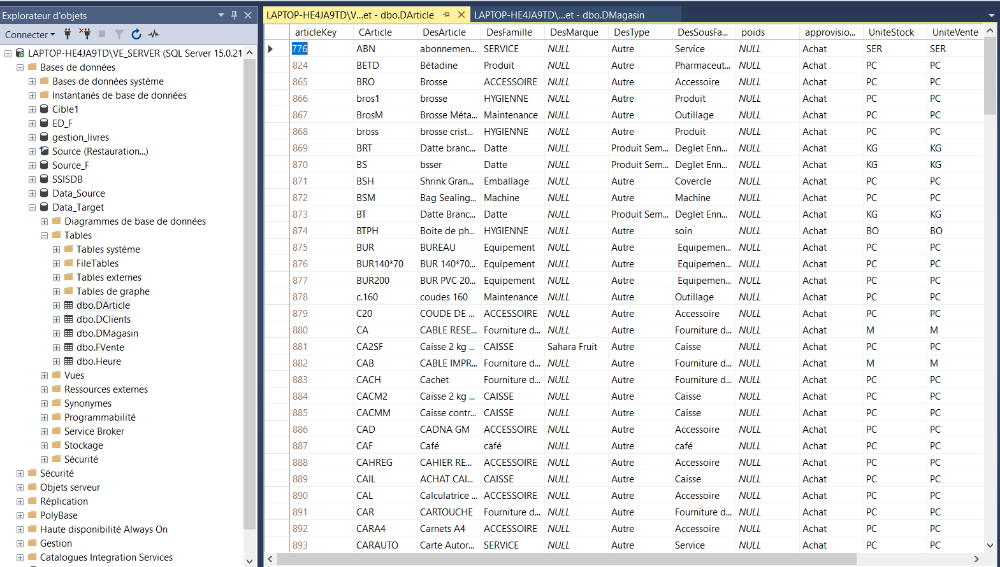 Explorateur d'objets
Connecter
LAPTOP-HE4JA9TD\VE_SERVER (SQL Server 15.0.21
Bases de données
Bases de données système
Instantanés de base de données
Cible1
ED_F
gestion_livres
Source (Restauration...)
Source_F
SSISDB
Data_Source
Data_Target
Diagrammes de base de données
Tables
Tables système
FileTables
Tables externes
Tables de graphe
dbo.DArticle
dbo.DClients
dbo.DMagasin
dbo.FVente
dbo.Heure
Vues
Ressources externes
Synonymes
Programmabilité
Service Broker
Stockage
Sécurité
Sécurité
Objets serveur
Réplication
PolyBase
Haute disponibilité Always On
Gestion
Catalogues Integration Services
LAPTOP-HE4JA9TD\V...et - dbo.DArticle LAPTOP-HE4JA9TD\...et - dbo.DMagasin
articleKey CArticle DesArticle DesFamille DesMarque DesType DesSousFa... poids approvisio... UniteStock UniteVente
776 ABN abonnemen... SERVICE NULL Autre Service NULL Achat SER SER
824 BETD Bétadine Produit NULL Autre Pharmaceut... NULL Achat PC PC
865 BRO Brosse ACCESSOIRE NULL Autre Accessoire NULL Achat PC PC
866 bros1 brosse HYGIENNE NULL Autre Produit NULL Achat PC PC
867 BrosM Brosse Méta... Maintenance NULL Autre Outillage NULL Achat PC PC
868 bross brosse crist... HYGIENNE NULL Autre Produit NULL Achat PC PC
869 BRT Datte branc... Datte NULL Produit Sem... Deglet Enn... NULL Achat KG KG
870 BS bsser Datte NULL Produit Sem... Deglet Enn... NULL Achat KG KG
871 BSH Shrink Gran... Emballage NULL Autre Covercle NULL Achat PC PC
872 BSM Bag Sealing... Machine NULL Autre Machine NULL Achat PC PC
873 BT Datte Branc... Datte NULL Produit Sem... Deglet Enn... NULL Achat KG KG
874 BTPH Boite de ph... HYGIENNE NULL Autre soin NULL Achat BO BO
875 BUR BUREAU Equipement NULL Autre Equipemen... NULL Achat PC PC
876 BUR140*70 BUR 140*70... Equipement NULL Autre Equipemen... NULL Achat PC PC
877 BUR200 BUR PVC 20... Equipement NULL Autre Equipemen... NULL Achat PC PC
878 c.160 coudes 160 Maintenance NULL Autre Outillage NULL Achat PC PC
879 C20 COUDE DE ... ACCESSOIRE NULL Autre Accessoire NULL Achat PC PC
880 CA CABLE RESE... Fourniture d... NULL Autre Fourniture d... NULL Achat M M
881 CA2SF Caisse 2 kg ... CAISSE Sahara Fruit Autre Caisse NULL Achat PC PC
882 CAB CABLE IMPR... Fourniture d... NULL Autre Fourniture d... NULL Achat M M
883 CACH Cachet Fourniture d... NULL Autre Fourniture d... NULL Achat PC PC
884 CACM2 Caisse 2 kg ... CAISSE NULL Autre Caisse NULL Achat PC PC
885 CACMM Caisse contr... CAISSE NULL Autre Caisse NULL Achat PC PC
886 CAD CADNA GM ACCESSOIRE NULL Autre Accessoire NULL Achat PC PC
887 CAF Café café NULL Autre café NULL Achat PC PC
888 CAHREG CAHIER RE... ACCESSOIRE NULL Autre Accessoire NULL Achat PC PC
889 CAIL ACHAT CAI... CAISSE NULL Autre Caisse NULL Achat PC PC
890 CAL Calculatrice ... ACCESSOIRE NULL Autre Accessoire NULL Achat PC PC
891 CAR CARTOUCHE Fourniture d... NULL Autre Fourniture d... NULL Achat PC PC
892 CARA4 Carnets A4 ACCESSOIRE NULL Autre Accessoire NULL Achat PC PC
893 CARAUTO Carte Autor... SERVICE NULL Autre Service NULL Achat PC PC